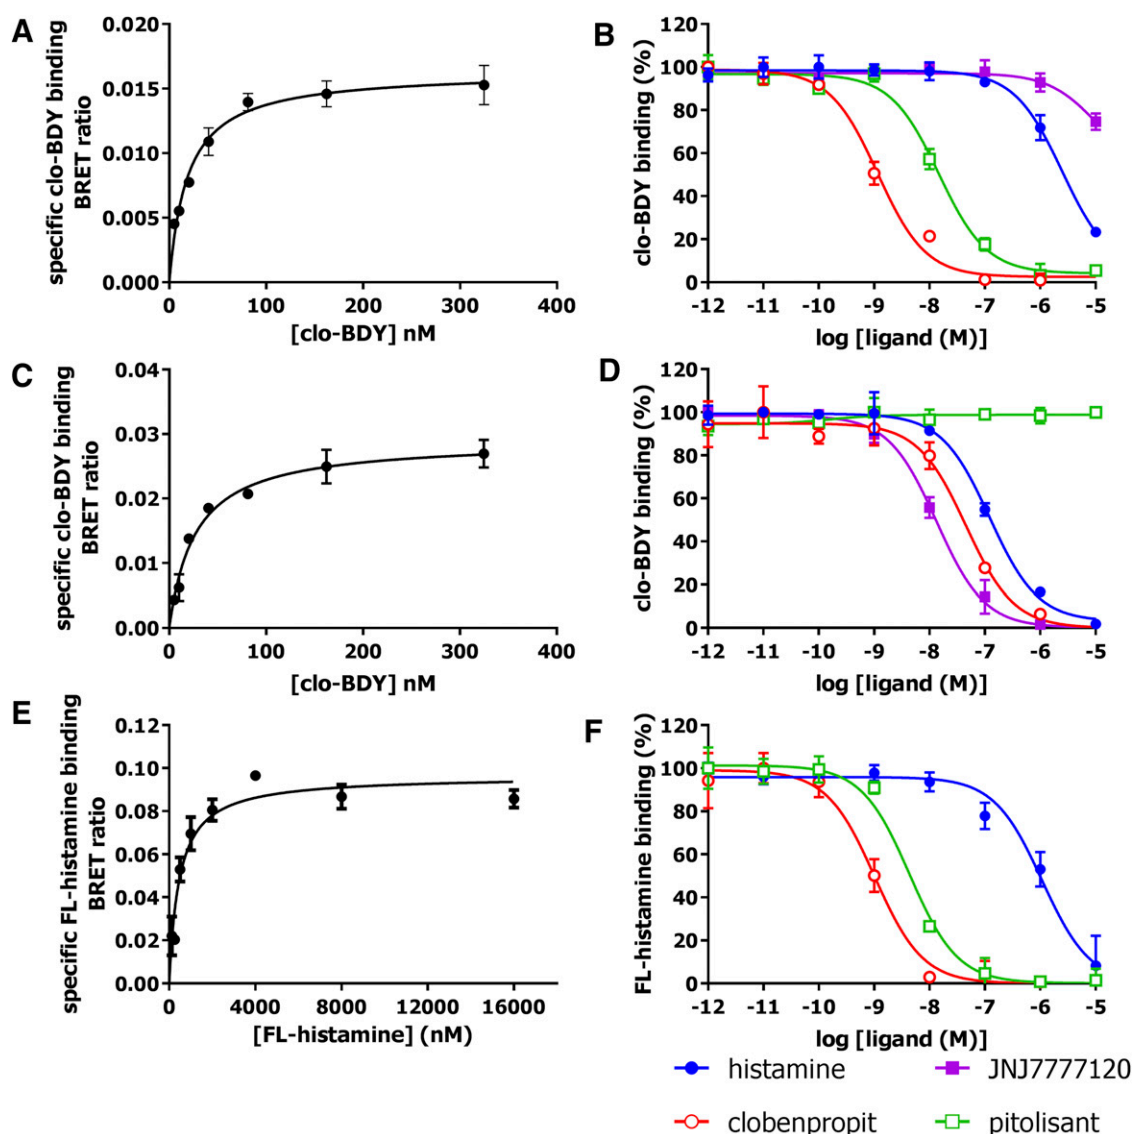 A
specific clo-BDY binding
BRET ratio
0.020
0.015
0.010
0.005
0.000
0 100 200 300 400
[clo-BDY] nM
B
clo-BDY binding (%)
120
100
80
60
40
20
0
-12 -11 -10 -9 -8 -7 -6 -5
log [ligand (M)]
C
specific clo-BDY binding
BRET ratio
0.04
0.03
0.02
0.01
0.00
0 100 200 300 400
[clo-BDY] nM
D
clo-BDY binding (%)
120
100
80
60
40
20
0
-12 -11 -10 -9 -8 -7 -6 -5
log [ligand (M)]
E
specific FL-histamine binding
BRET ratio
0.12
0.10
0.08
0.06
0.04
0.02
0.00
0 4000 8000 12000 16000
[FL-histamine] (nM)
F
FL-histamine binding (%)
120
100
80
60
40
20
0
-12 -11 -10 -9 -8 -7 -6 -5
log [ligand (M)]
histamine
JNJ7777120
clobenpropit
pitolisant